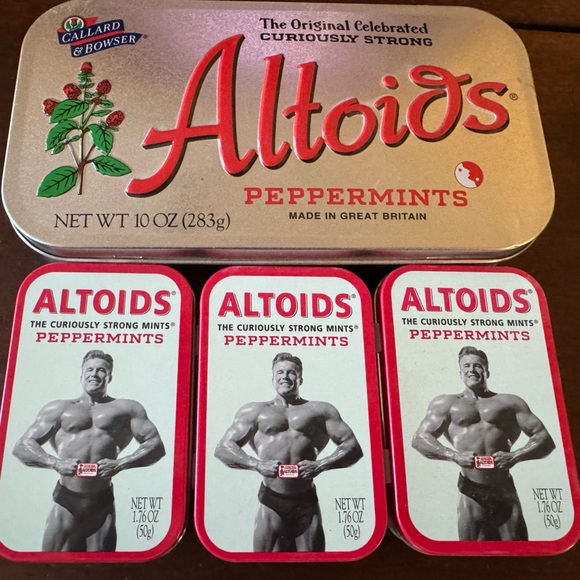 CALLARD
& BOWSER
The Original Celebrated
CURIOUSLY STRONG
Altoids®
PEPPERMINTS
MADE IN GREAT BRITAIN
NET WT 10 OZ (283g)
ALTOIDS®
THE CURIOUSLY STRONG MINTS®
PEPPERMINTS
NET WT
1.76 OZ
(50g)
ALTOIDS®
THE CURIOUSLY STRONG MINTS®
PEPPERMINTS
NET WT
1.76 OZ
(50g)
ALTOIDS®
THE CURIOUSLY STRONG MINTS®
PEPPERMINTS
NET WT
1.76 OZ
(50g)